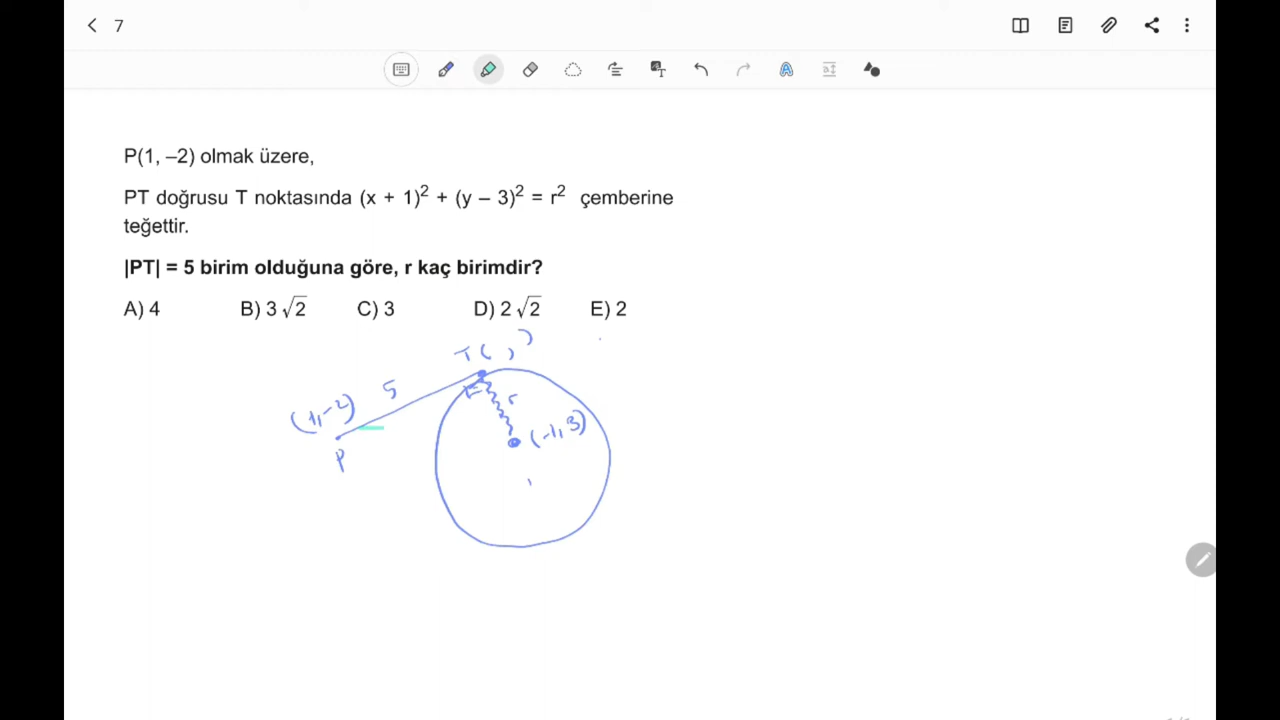 7
P(1, –2) olmak üzere,
PT doğrusu T noktasında (x + 1)² + (y – 3)² = r² çemberine
teğettir.
|PT| = 5 birim olduğuna göre, r kaç birimdir?
A) 4 B) 3√2 C) 3 D) 2√2 E) 2
T( , )
5
(1,-2)
r
(-1,3)
P